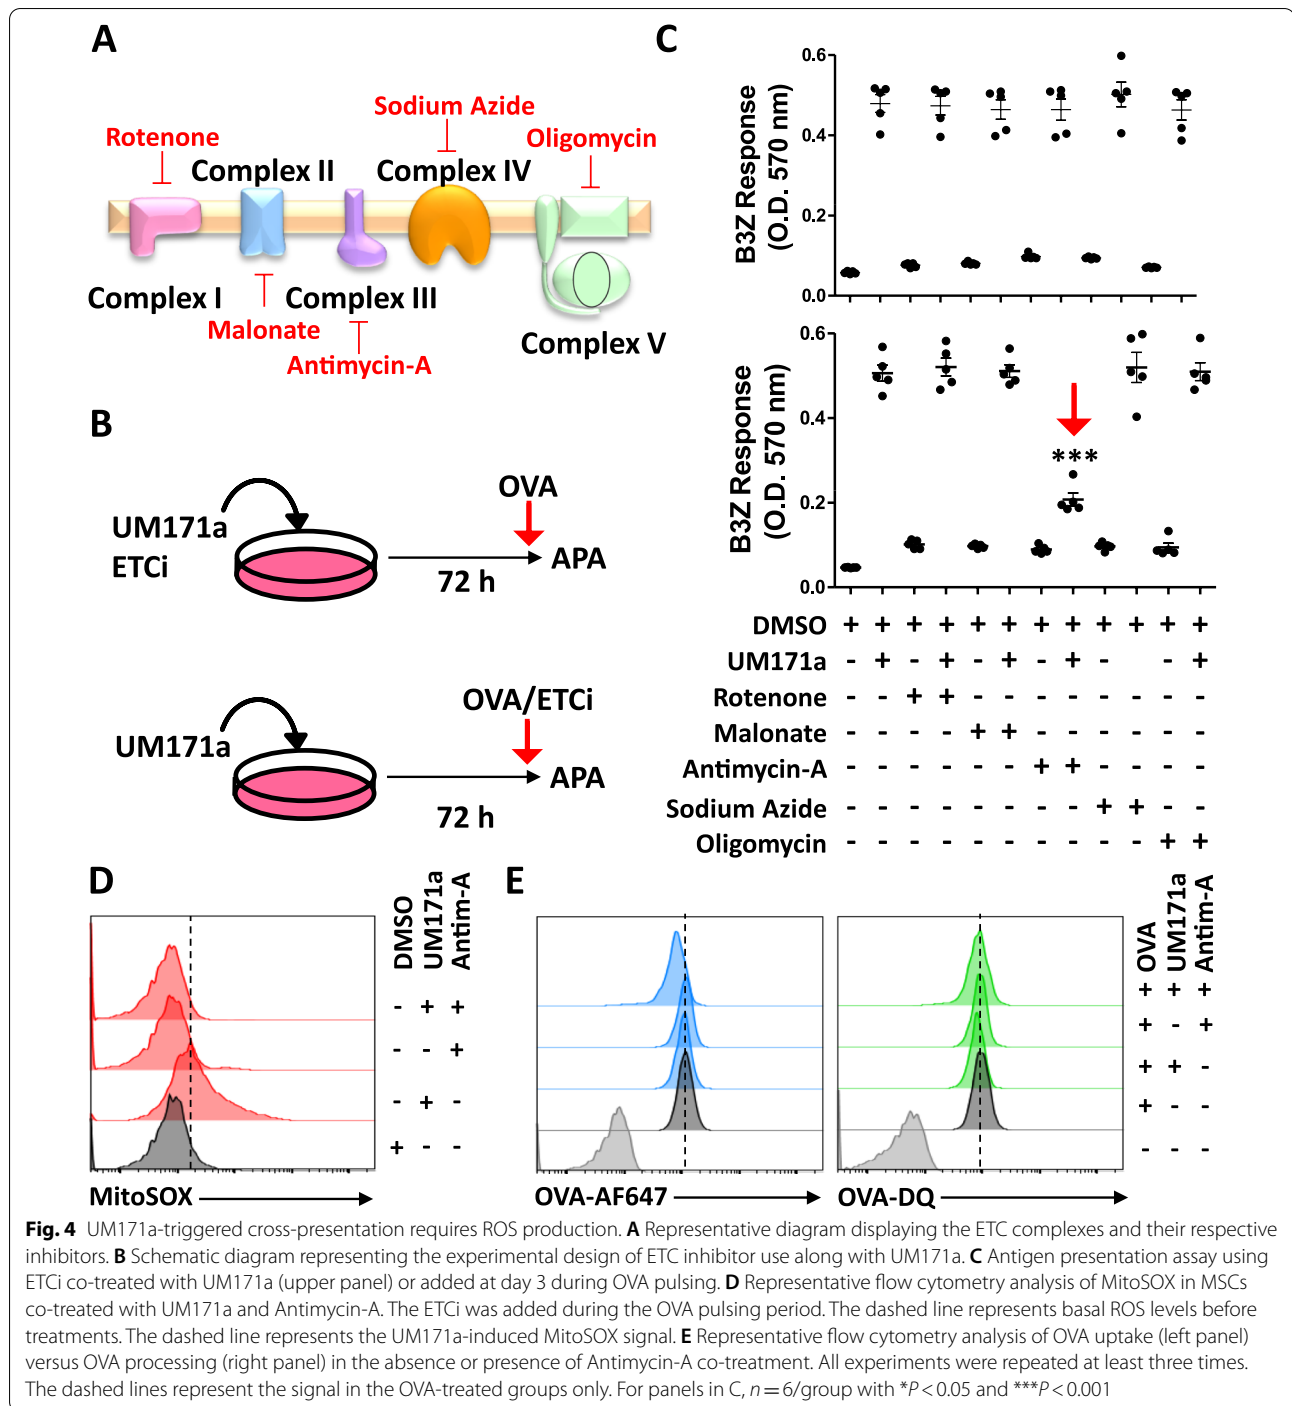 A
Sodium Azide
Rotenone
Oligomycin
Complex II
Complex IV
Complex I
Complex III
Malonate
Complex V
Antimycin-A
B
UM171a
ETCi
OVA
72 h
APA
UM171a
OVA/ETCi
72 h
APA
C
B3Z Response
(O.D. 570 nm)
0.6
0.4
0.2
0.0
B3Z Response
(O.D. 570 nm)
0.6
0.4
0.2
0.0
***
DMSO + + + + + + + + + + + +
UM171a - + - + - + - + - - +
Rotenone - - + + - - - - - - - -
Malonate - - - - + + - - - - - -
Antimycin-A - - - - - - + + - - - -
Sodium Azide - - - - - - - - + + - -
Oligomycin - - - - - - - - - - + +
D
DMSO UM171a Antim-A
- + +
- - +
- + -
+ - -
MitoSOX
E
OVA UM171a Antim-A
+ + +
+ - +
+ + -
+ - -
- - -
OVA-AF647
OVA-DQ
Fig. 4 UM171a-triggered cross-presentation requires ROS production. A Representative diagram displaying the ETC complexes and their respective
inhibitors. B Schematic diagram representing the experimental design of ETC inhibitor use along with UM171a. C Antigen presentation assay using
ETCi co-treated with UM171a (upper panel) or added at day 3 during OVA pulsing. D Representative flow cytometry analysis of MitoSOX in MSCs
co-treated with UM171a and Antimycin-A. The ETCi was added during the OVA pulsing period. The dashed line represents basal ROS levels before
treatments. The dashed line represents the UM171a-induced MitoSOX signal. E Representative flow cytometry analysis of OVA uptake (left panel)
versus OVA processing (right panel) in the absence or presence of Antimycin-A co-treatment. All experiments were repeated at least three times.
The dashed lines represent the signal in the OVA-treated groups only. For panels in C, n = 6/group with *P < 0.05 and ***P < 0.001